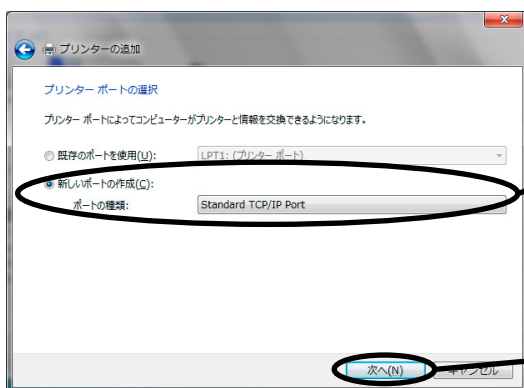 プリンターの追加
プリンター ポートの選択
プリンター ポートによってコンピューターがプリンターと情報を交換できるようになります。
既存のポートを使用(U): LPT1: (プリンター ポート)
新しいポートの作成(C):
ポートの種類: Standard TCP/IP Port
次へ(N) キャンセル